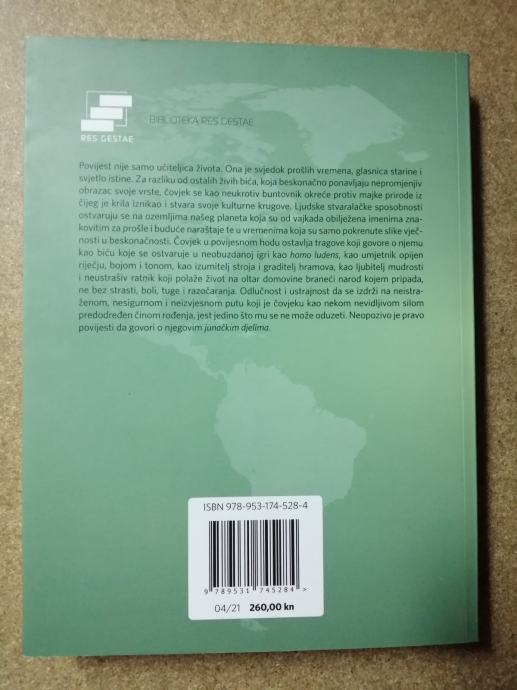 RES GESTAE
BIBLIOTEKA RES GESTAE
Povijest nije samo učiteljica života. Ona je svjedok prošlih vremena, glasnica starine i
svjetlo istine. Za razliku od ostalih živih bića, koja beskonačno ponavljaju nepromjenjiv
obrazac svoje vrste, čovjek se kao neukrotiv buntovnik okreće protiv majke prirode iz
čijeg je krila iznikao i stvara svoje kulturne krugove. Ljudske stvaralačke sposobnosti
ostvaruju se na ozemljima našeg planeta koja su od vajkada obilježena imenima zna-
kovitim za prošle i buduće naraštaje te u vremenima koja su samo pokrenute slike vječ-
nosti u beskonačnosti. Čovjek u povijesnom hodu ostavlja tragove koji govore o njemu
kao biću koje se ostvaruje u neobuzdanoj igri kao homo ludens, kao umjetnik opijen
riječju, bojom i tonom, kao izumitelj stroja i graditelj hramova, kao ljubitelj mudrosti
i neustrašiv ratnik koji polaže život na oltar domovine braneći narod kojem pripada,
ne bez strasti, boli, tuge i razočaranja. Odlučnost i ustrajnost da se izdrži na neistra-
ženom, nesigurnom i neizvjesnom putu koji je čovjeku kao nekom nevidljivom silom
predodređen činom rođenja, jest jedino što mu se ne može oduzeti. Neopozivo je pravo
povijesti da govori o njegovim junačkim djelima.
ISBN 978-953-174-528-4
9 789531 745284 >
04/21 260,00 kn